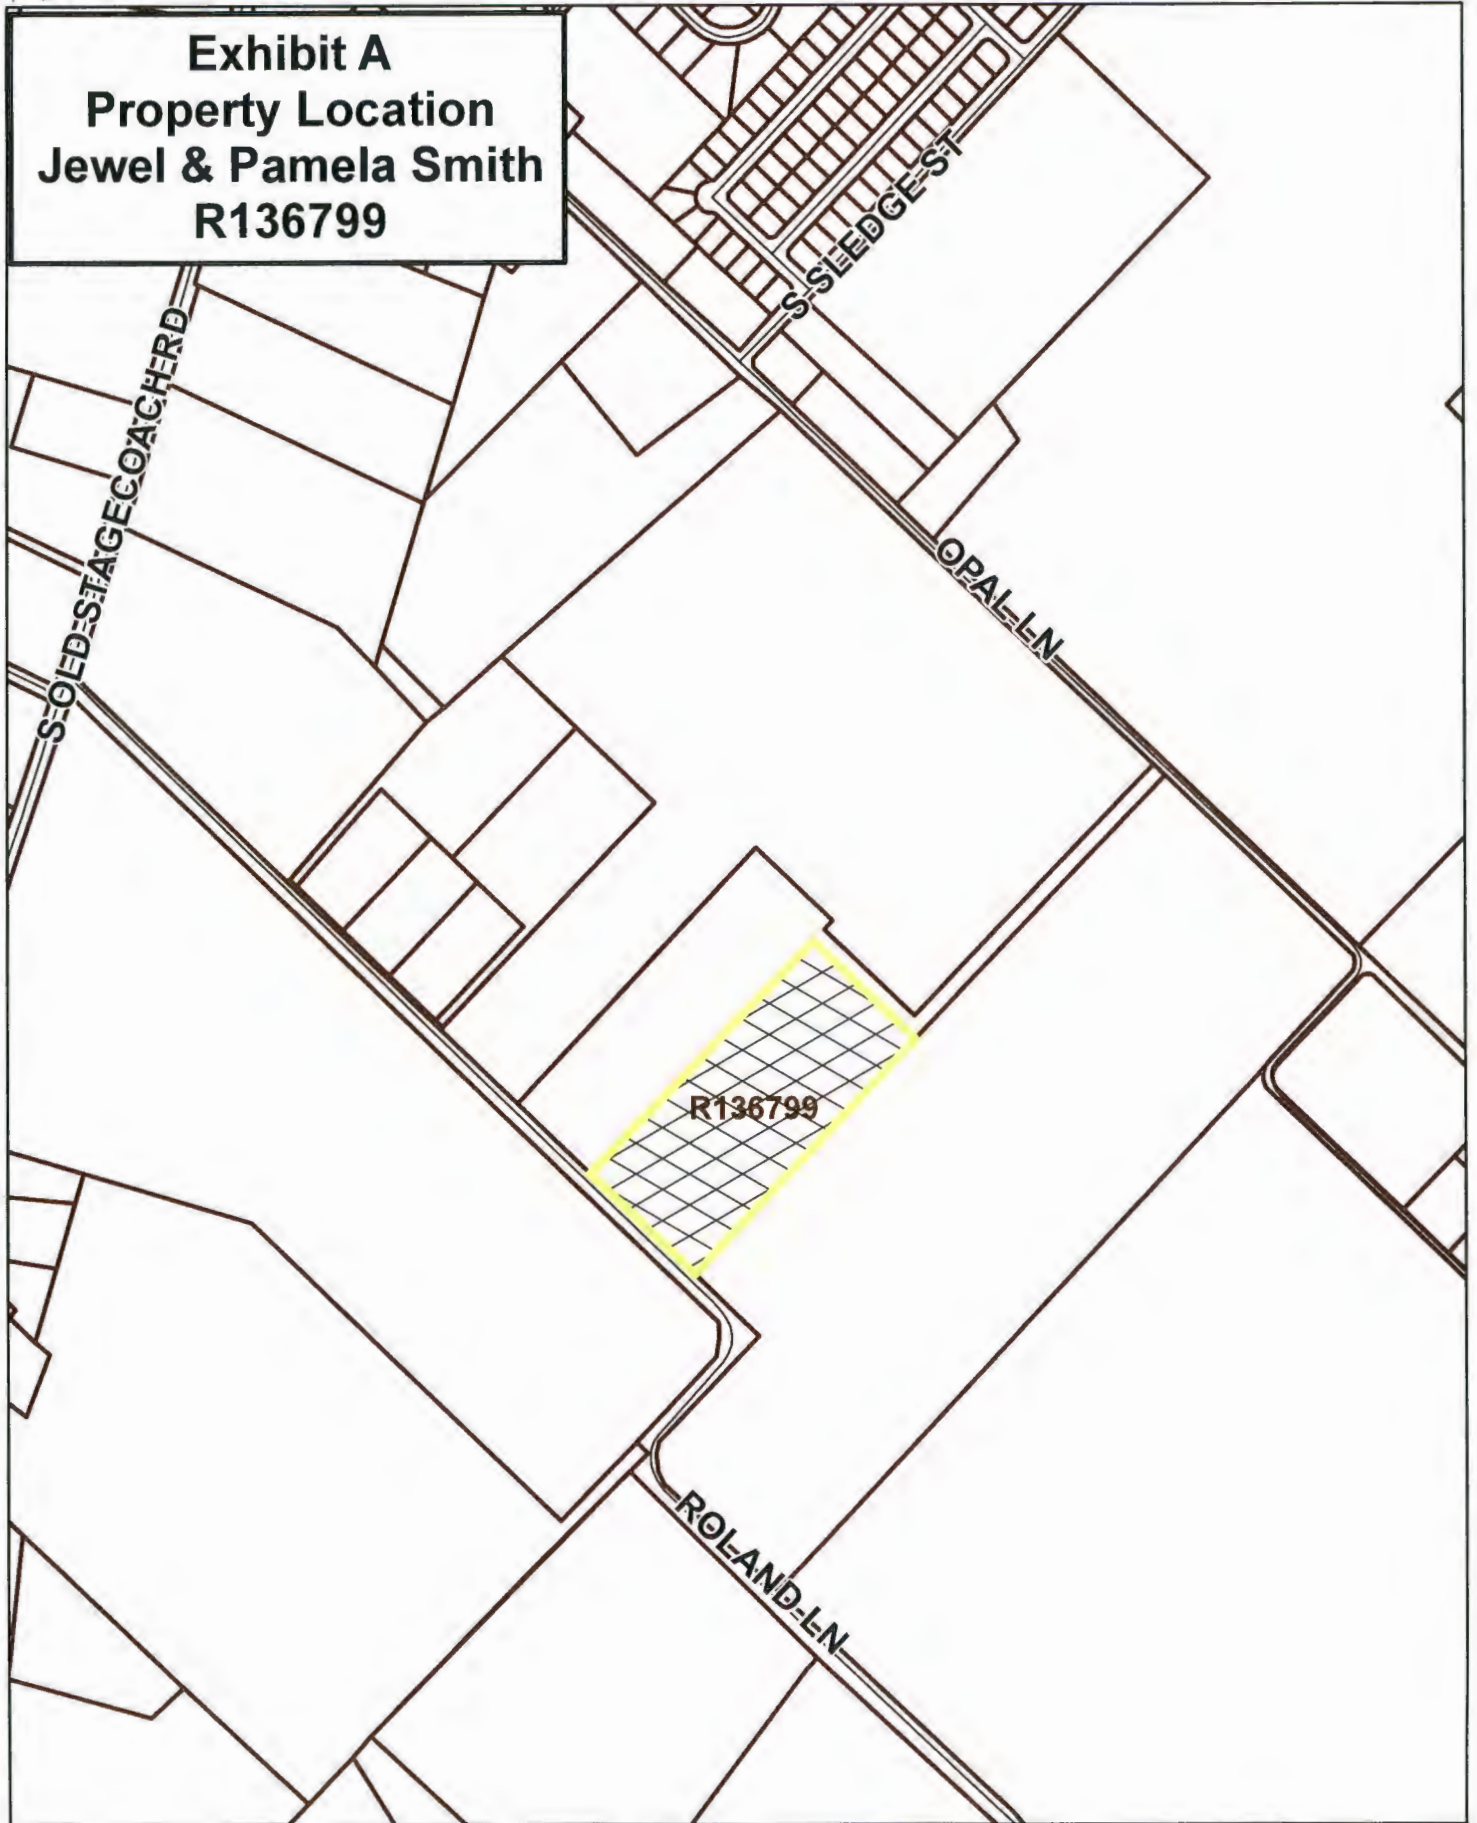 Exhibit A
Property Location
Jewel & Pamela Smith
R136799
S SLEDGE ST
S OLD STAGECOACH RD
OPAL LN
R136799
ROLAND LN